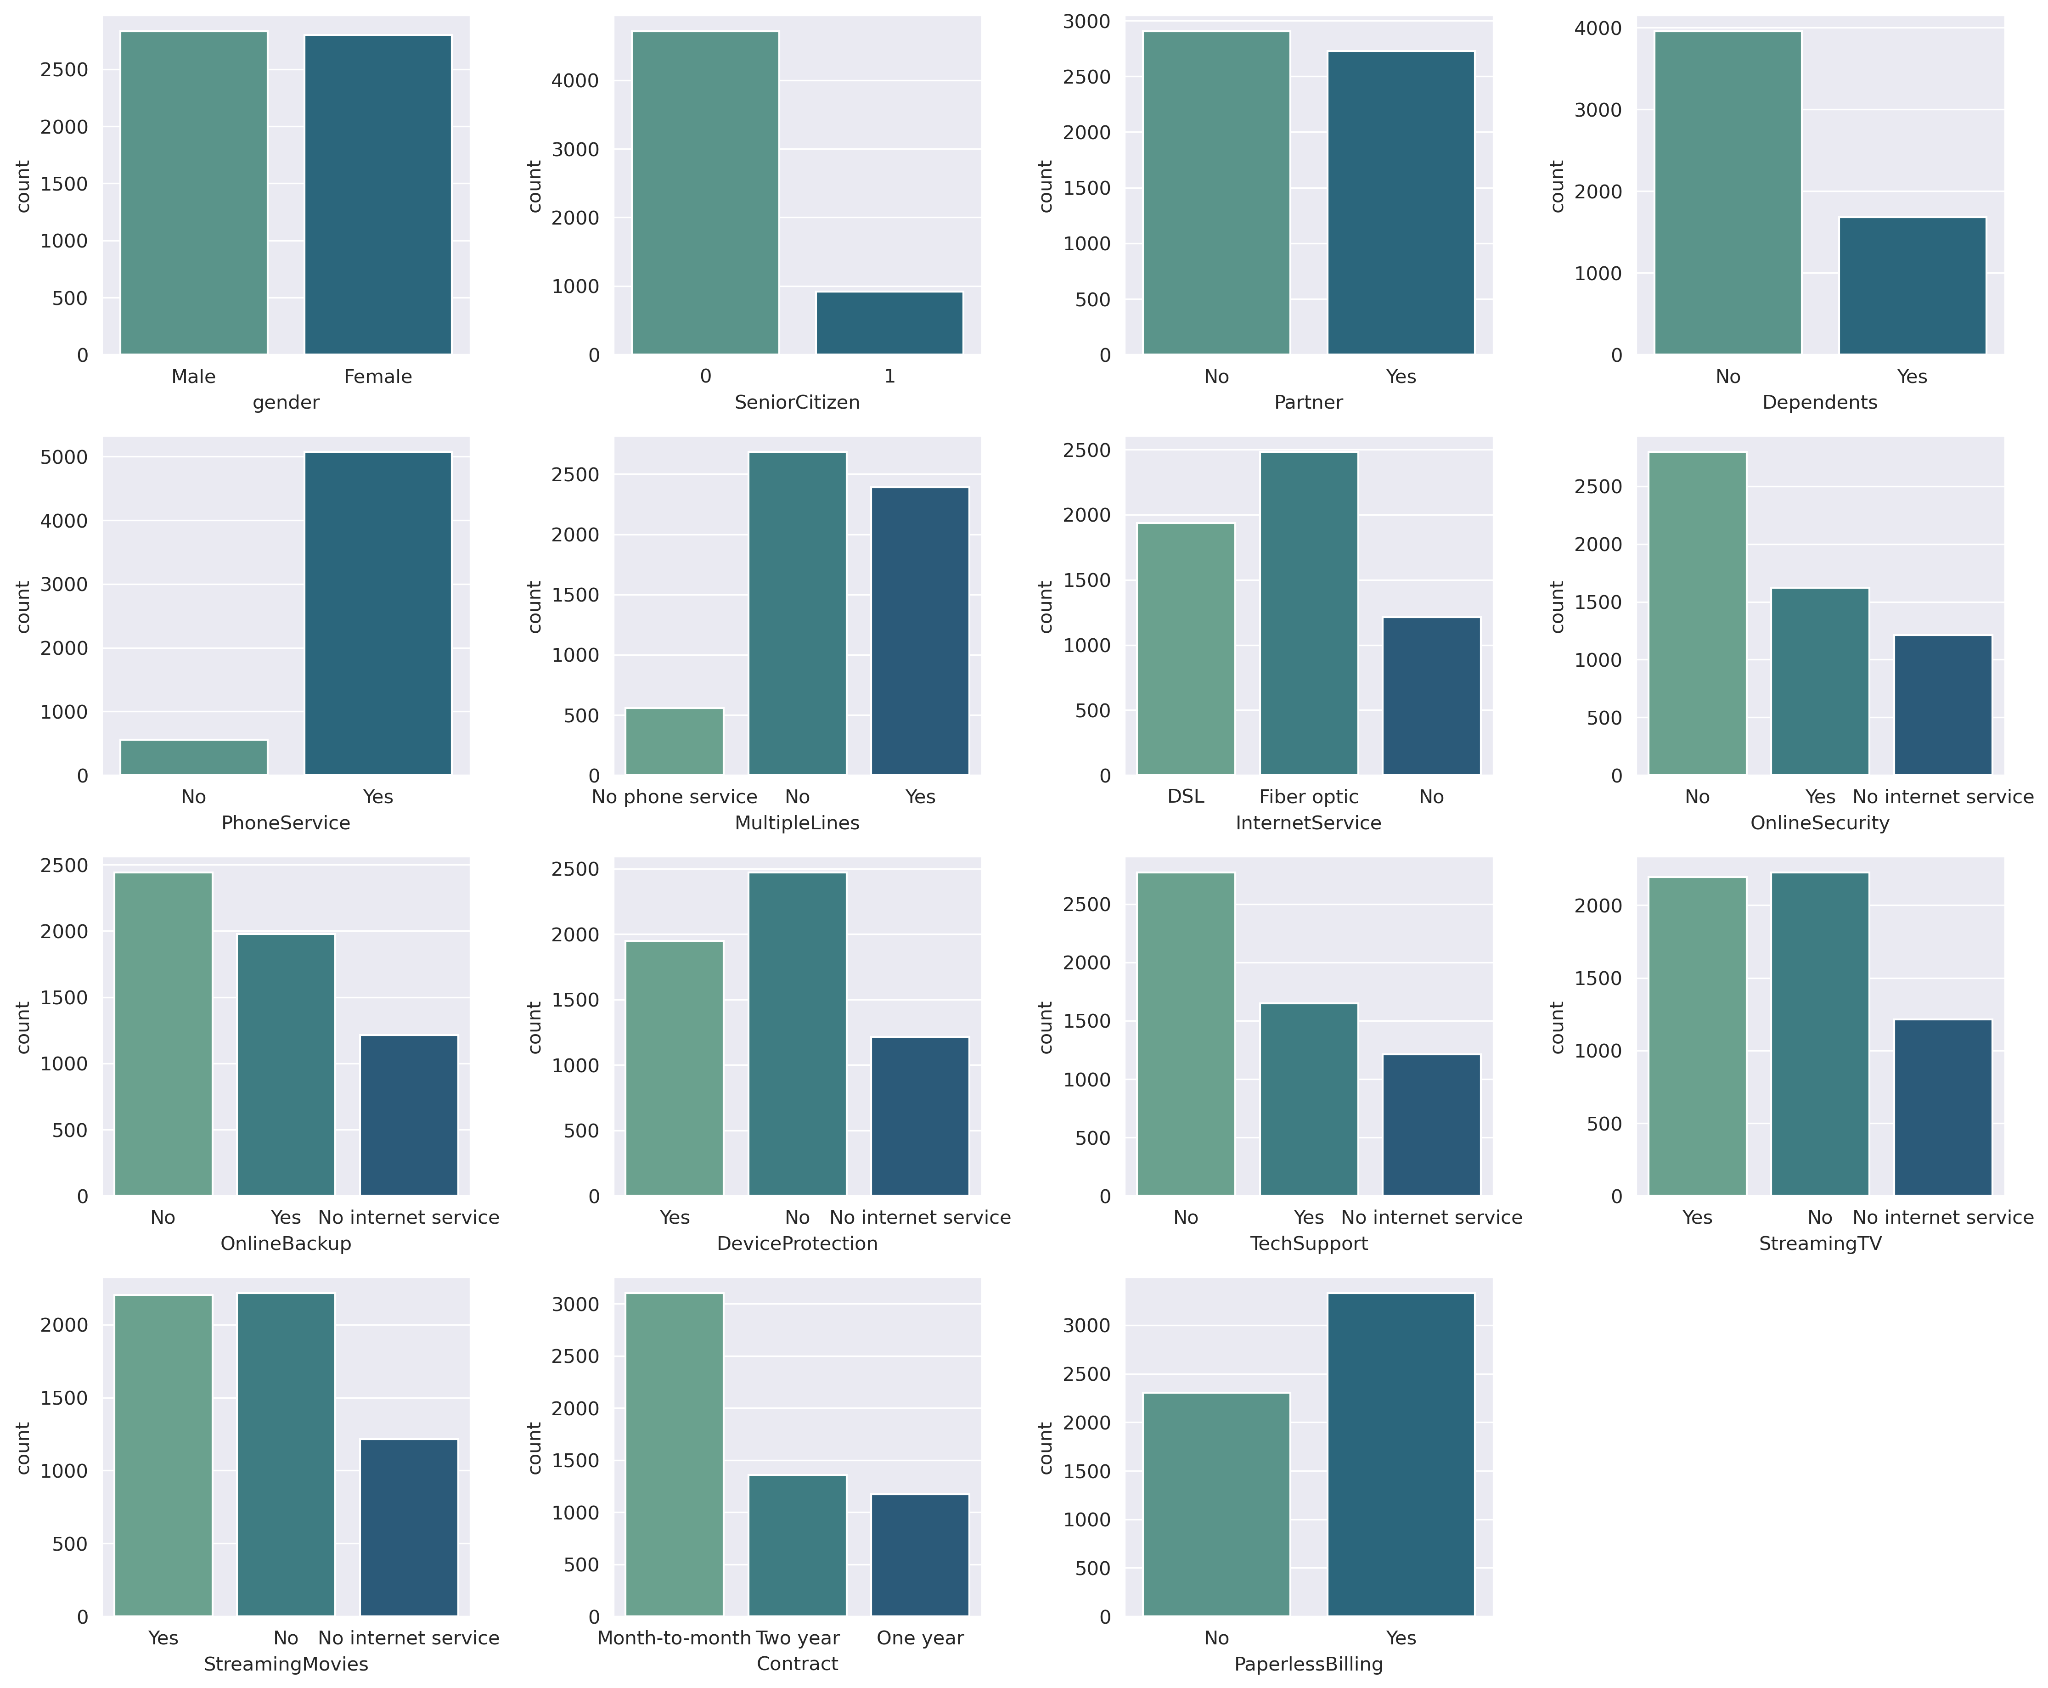 count
2500
2000
1500
1000
500
0
Male Female
gender
count
4000
3000
2000
1000
0
0 1
SeniorCitizen
count
3000
2500
2000
1500
1000
500
0
No Yes
Partner
count
4000
3000
2000
1000
0
No Yes
Dependents
count
5000
4000
3000
2000
1000
0
No Yes
PhoneService
count
2500
2000
1500
1000
500
0
No phone service No Yes
MultipleLines
count
2500
2000
1500
1000
500
0
DSL Fiber optic No
InternetService
count
2500
2000
1500
1000
500
0
No Yes No internet service
OnlineSecurity
count
2500
2000
1500
1000
500
0
No Yes No internet service
OnlineBackup
count
2500
2000
1500
1000
500
0
Yes No No internet service
DeviceProtection
count
2500
2000
1500
1000
500
0
No Yes No internet service
TechSupport
count
2000
1500
1000
500
0
Yes No No internet service
StreamingTV
count
2000
1500
1000
500
0
Yes No No internet service
StreamingMovies
count
3000
2500
2000
1500
1000
500
0
Month-to-month Two year One year
Contract
count
3000
2500
2000
1500
1000
500
0
No Yes
PaperlessBilling